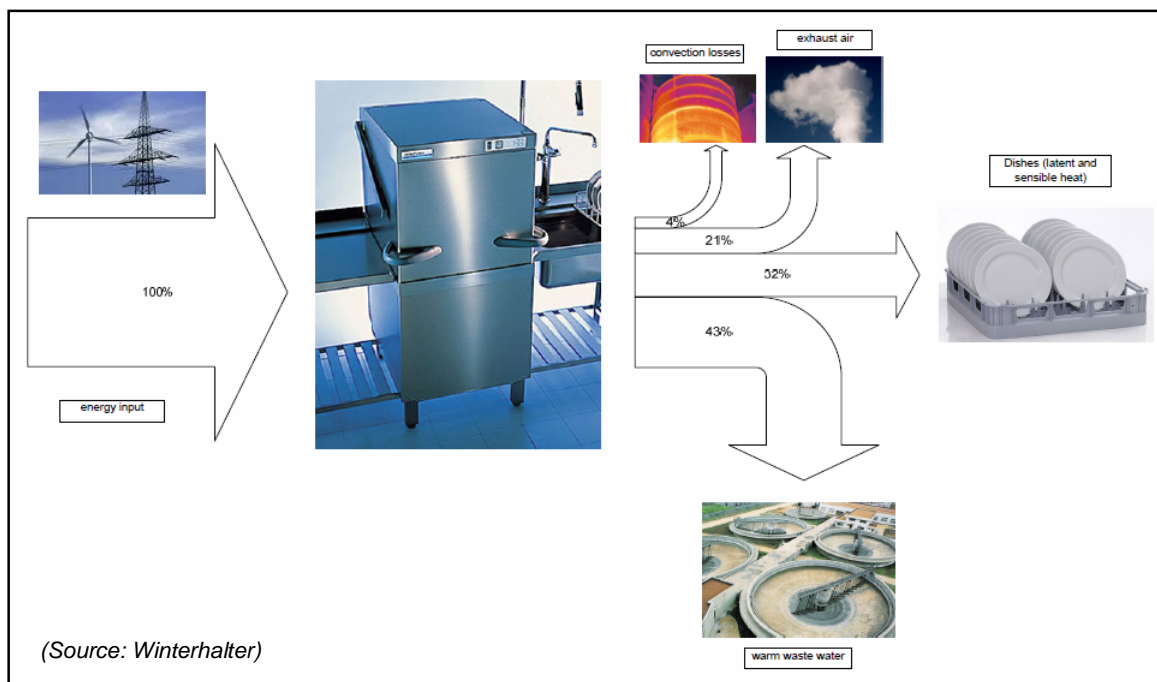 exhaust air
convection losses
Dishes (latent and
sensible heat)
4%
21%
32%
100%
43%
energy input
warm waste water
(Source: Winterhalter)